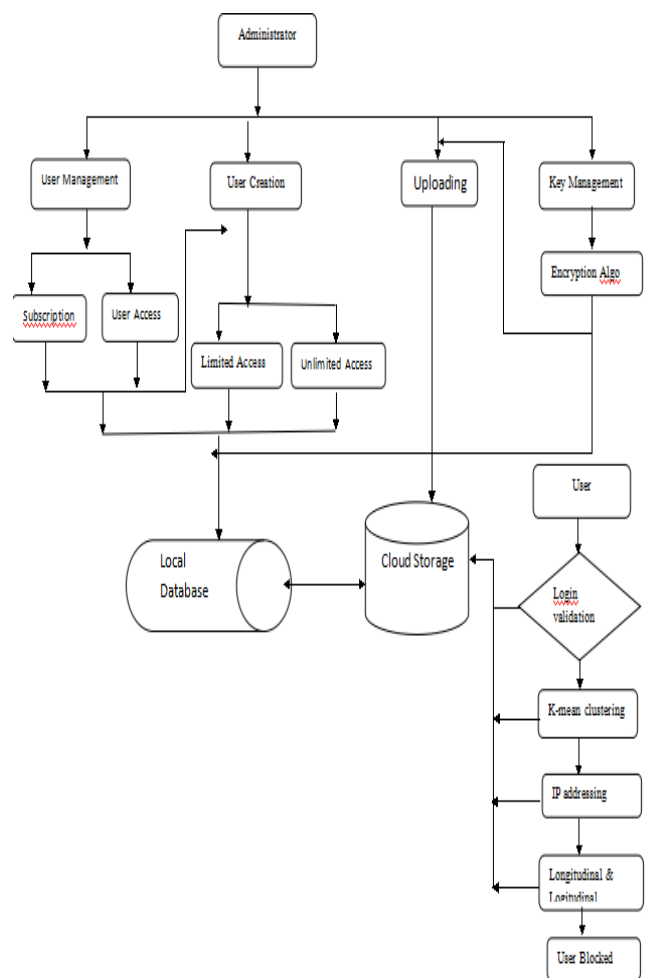 Administrator
User Management
User Creation
Uploading
Key Management
Encryption Algo
Subscription
User Access
Limited Access
Unlimited Access
User
Local
Database
Cloud Storage
Login
validation
K-mean clustering
IP addressing
Longitudinal &
Logitudinal
User Blocked